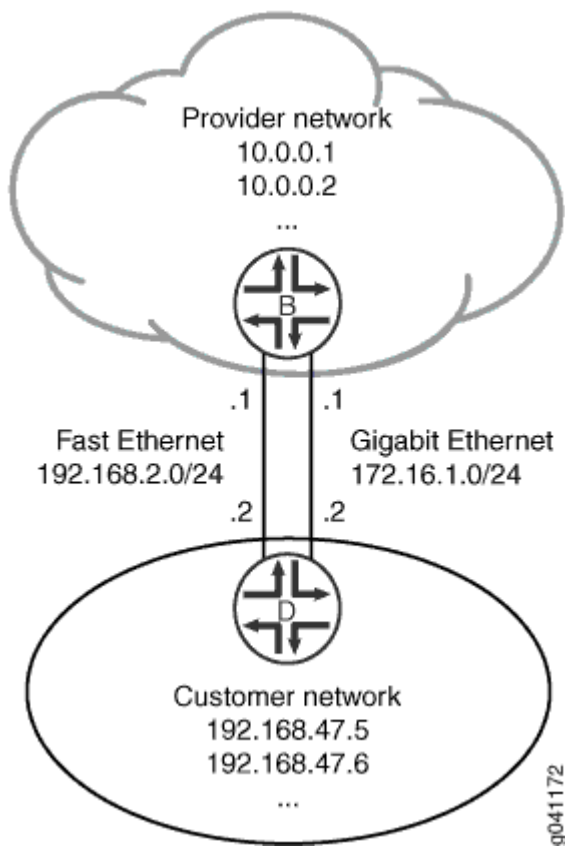 Provider network
10.0.0.1
10.0.0.2
...
B
.1 .1
Fast Ethernet
192.168.2.0/24
Gigabit Ethernet
172.16.1.0/24
.2 .2
D
Customer network
192.168.47.5
192.168.47.6
...
g041172